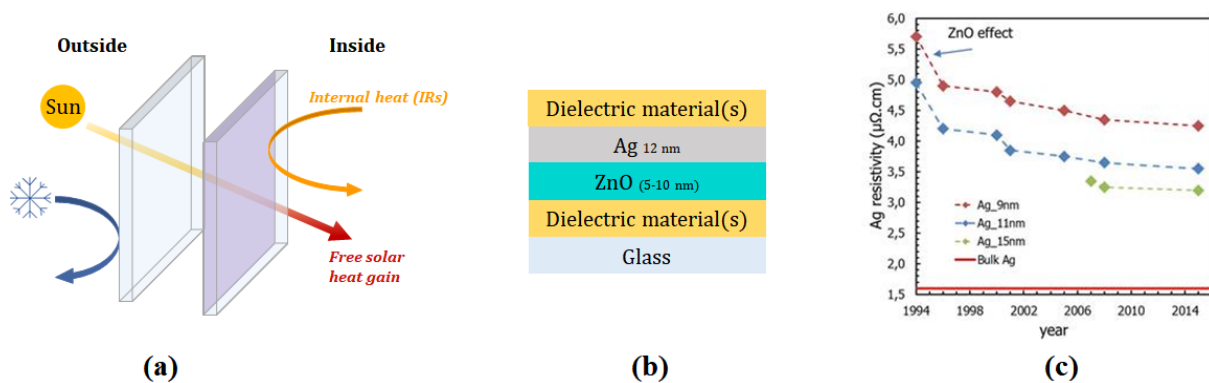 Outside
Inside
Sun
Internal heat (IRs)
Free solar
heat gain
(a)
Dielectric material(s)
Ag 12 nm
ZnO (5-10 nm)
Dielectric material(s)
Glass
(b)
6,0
5,5
5,0
4,5
4,0
3,5
3,0
2,5
2,0
1,5
Ag resistivity (μΩ.cm)
ZnO effect
Ag_9nm
Ag_11nm
Ag_15nm
Bulk Ag
1994 1998 2002 2006 2010 2014
year
(c)